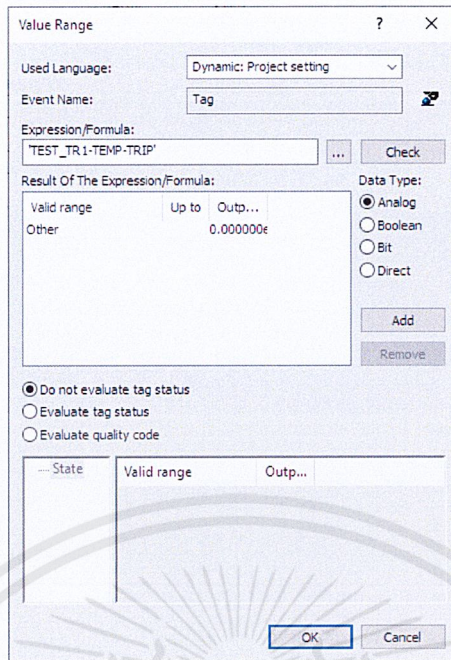 Value Range ? X
Used Language: Dynamic: Project setting
Event Name: Tag
Expression/Formula:
'TEST_TR1-TEMP-TRIP' ... Check
Result Of The Expression/Formula: Data Type:
Valid range Up to Outp...
Other 0.000000e
Analog
Boolean
Bit
Direct
Add
Remove
Do not evaluate tag status
Evaluate tag status
Evaluate quality code
State Valid range Outp...
OK Cancel